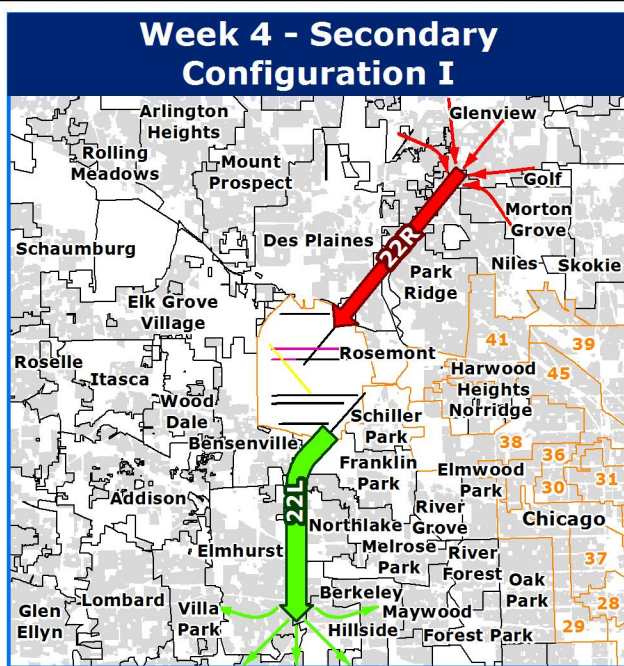 Week 4 - Secondary
Configuration I
Glenview
Arlington
Heights
Rolling
Meadows
Mount
Prospect
Golf
Morton
Grove
Des Plaines
22R
Schaumburg
Niles
Skokie
Park
Ridge
Elk Grove
Village
41
39
Rosemont
Roselle
Itasca
Harwood
Heights
Norridge
45
Wood
Dale
Schiller
Park
Bensenville
38
Franklin
Park
Elmwood
Park
36
31
30
Addison
22L
River
Grove
Chicago
Northlake
Elmhurst
Melrose
Park
River
Forest
37
Oak
Park
Berkeley
Lombard
Villa
Park
Maywood
28
Glen
Ellyn
Hillside
Forest Park
29